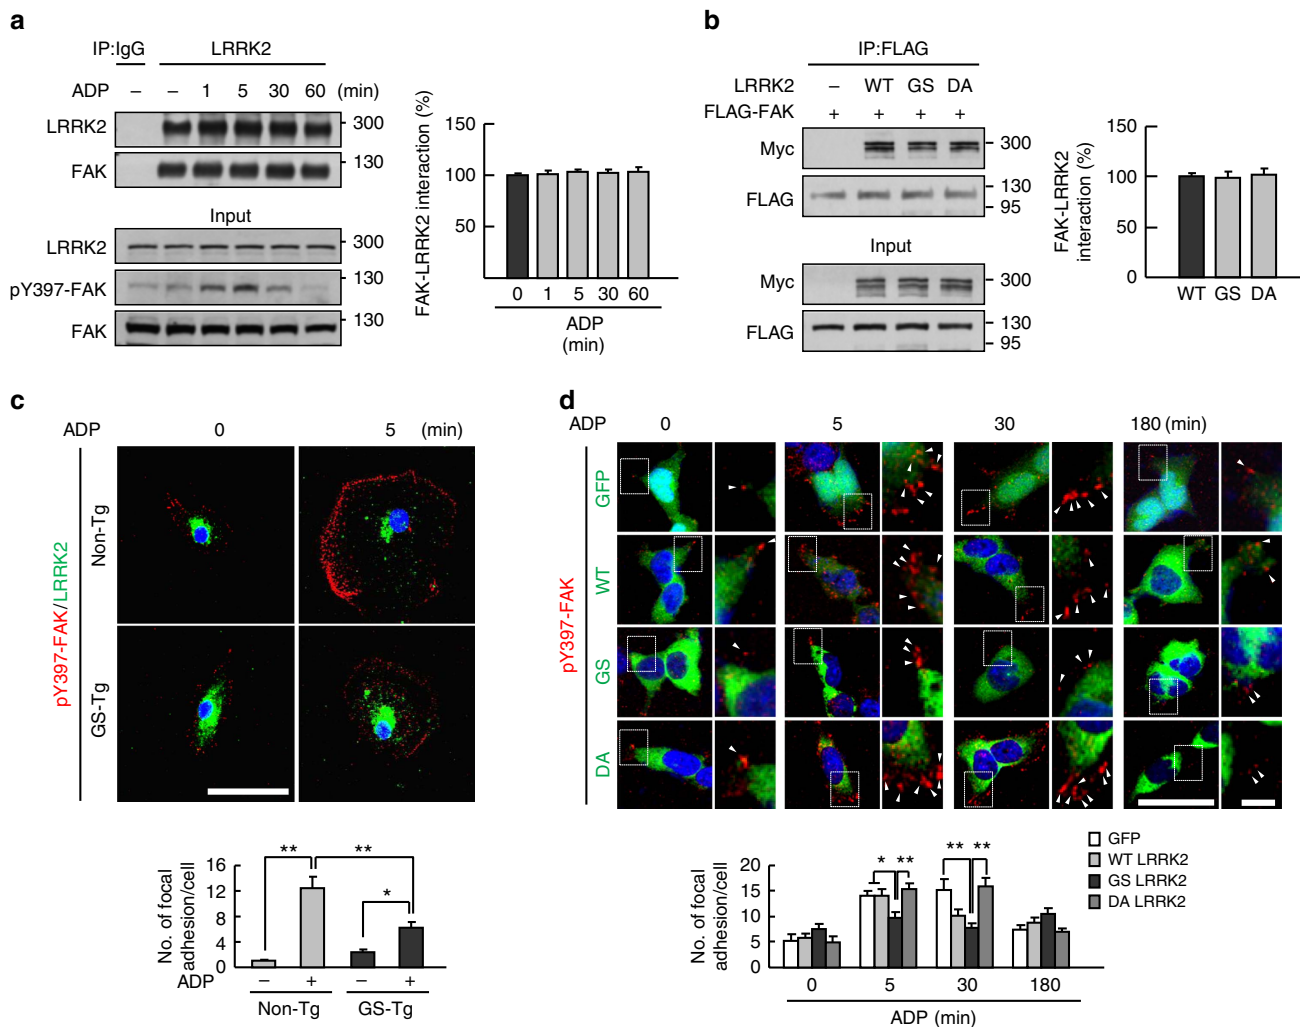 a
IP:IgG LRRK2
ADP – – 1 5 30 60 (min)
LRRK2 300
FAK 130
Input
LRRK2 300
pY397-FAK 130
FAK 130
FAK-LRRK2 interaction (%)
150
100
50
0 1 5 30 60
ADP
(min)
b
IP:FLAG
LRRK2 – WT GS DA
FLAG-FAK + + + +
Myc 300
FLAG 130
95
Input
Myc 300
FLAG 130
95
FAK-LRRK2
interaction (%)
150
100
50
0
WT GS DA
c
ADP 0 5 (min)
pY397-FAK/LRRK2
Non-Tg
GS-Tg
No. of focal
adhesion/cell
16
12
8
4
0
** **
*
ADP – + – +
Non-Tg GS-Tg
d
ADP 0 5 30 180 (min)
pY397-FAK
GFP
WT
GS
DA
No. of focal
adhesion/cell
20
15
10
5
0
* ** ** **
GFP
WT LRRK2
GS LRRK2
DA LRRK2
0 5 30 180
ADP (min)